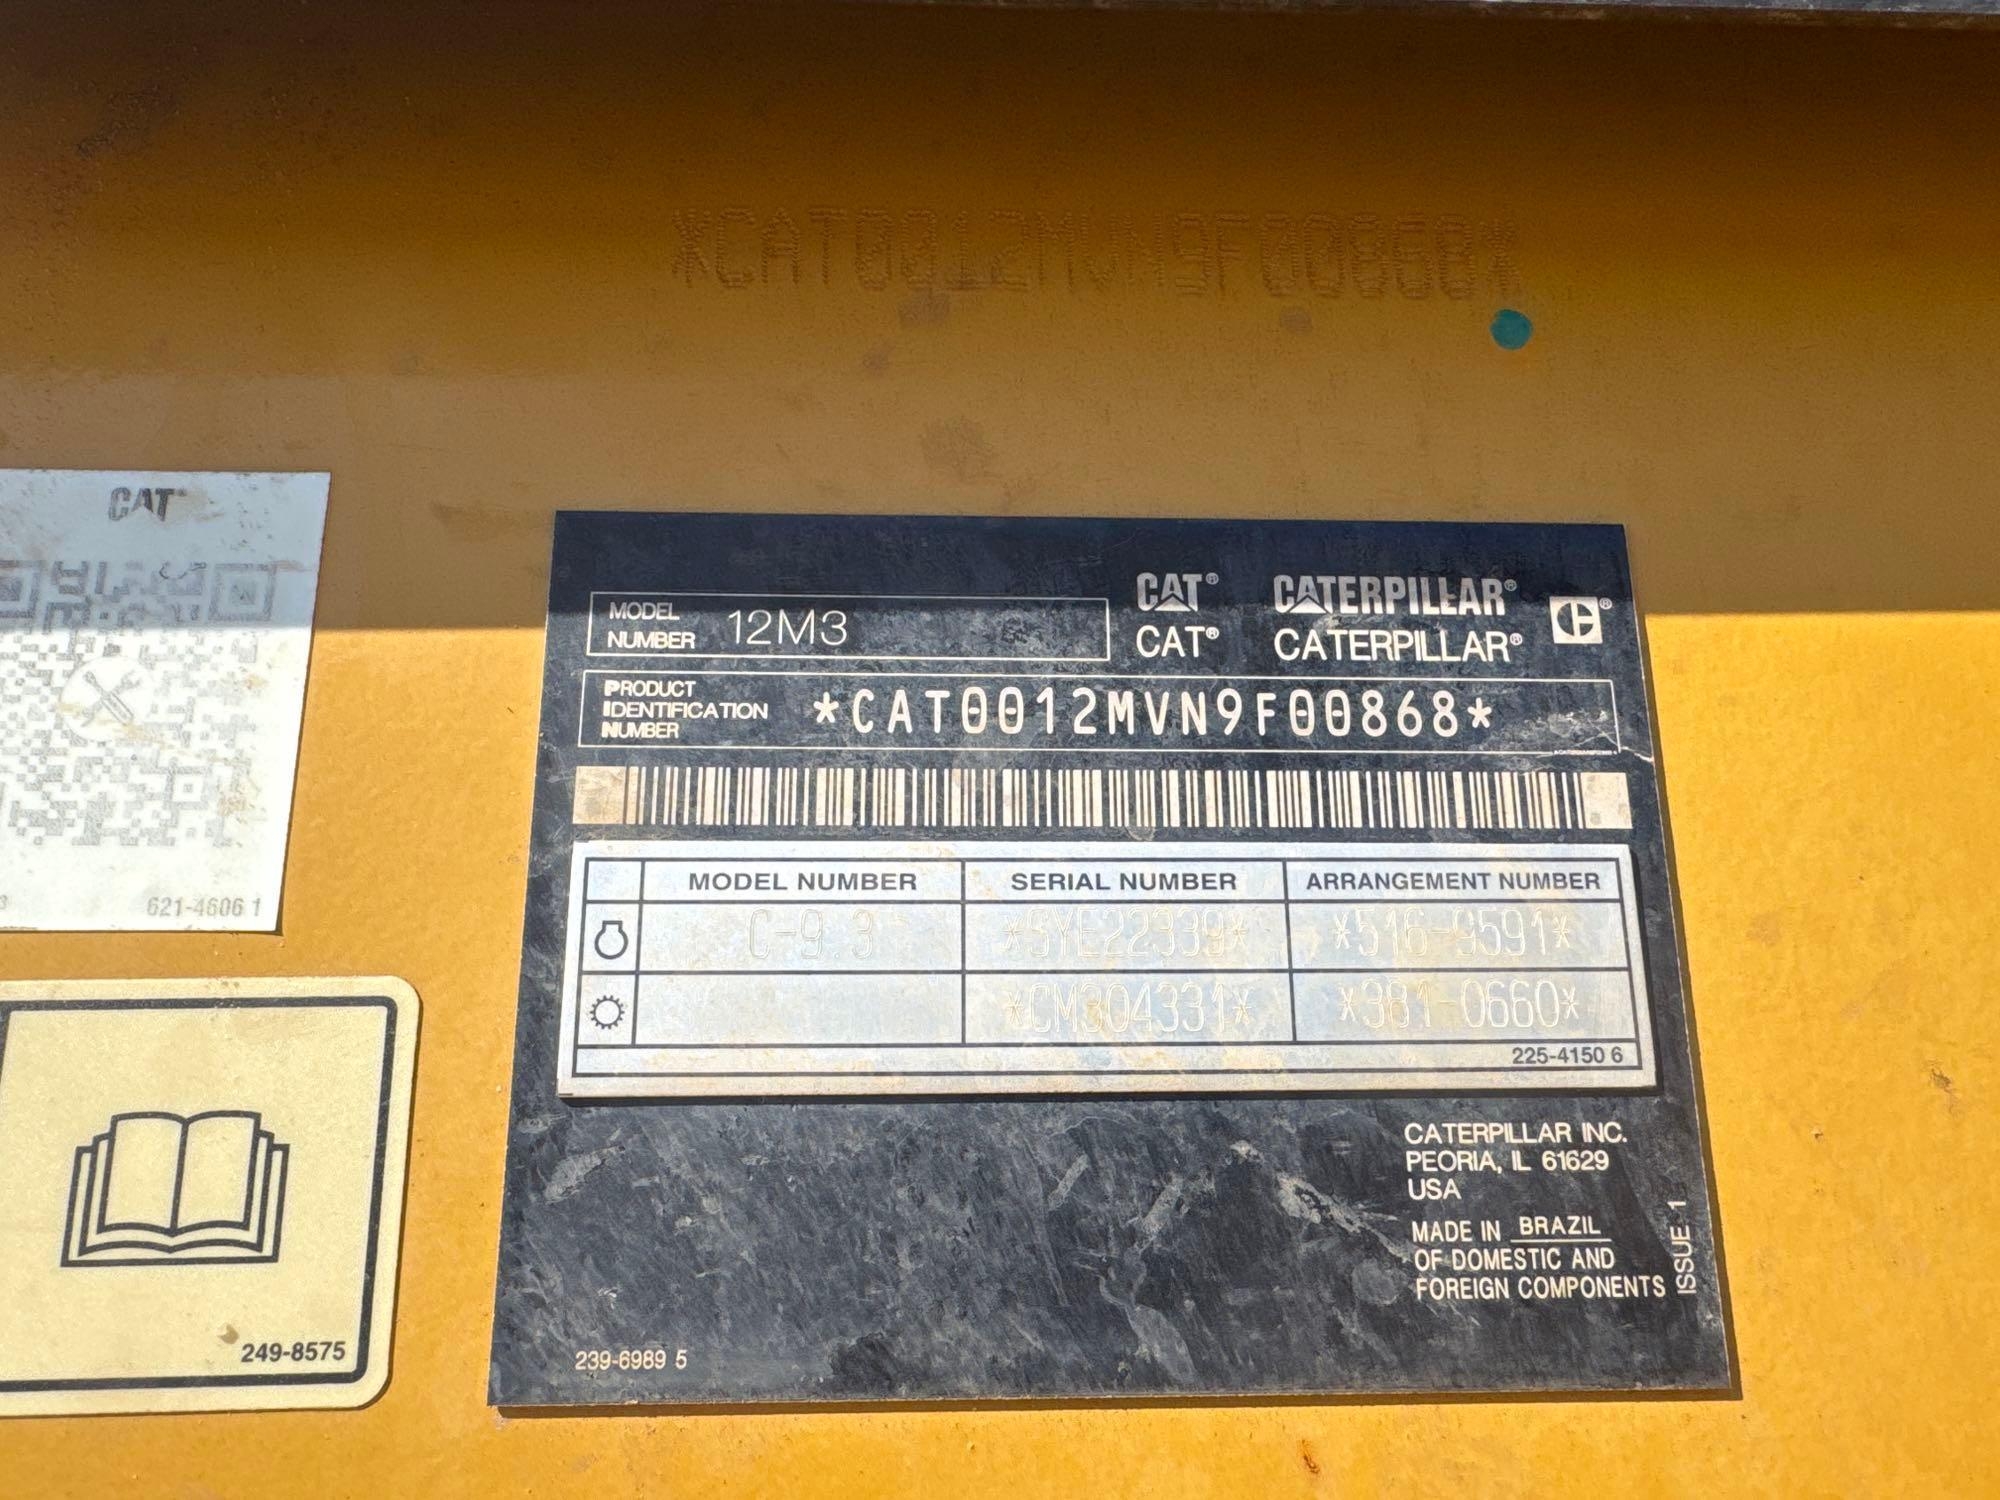 *CAT0012MVN9F00868*
CAT
621-4606 1
249-8575
MODEL NUMBER 12M3
CAT® CATERPILLAR®
CAT® CATERPILLAR®
PRODUCT IDENTIFICATION NUMBER *CAT0012MVN9F00868*
MODEL NUMBER SERIAL NUMBER ARRANGEMENT NUMBER
C-9.3 *SYE22339* *516-9591*
*CM304331* *381-0660*
225-4150 6
CATERPILLAR INC.
PEORIA, IL 61629
USA
MADE IN BRAZIL
OF DOMESTIC AND
FOREIGN COMPONENTS
ISSUE 1
239-6989 5